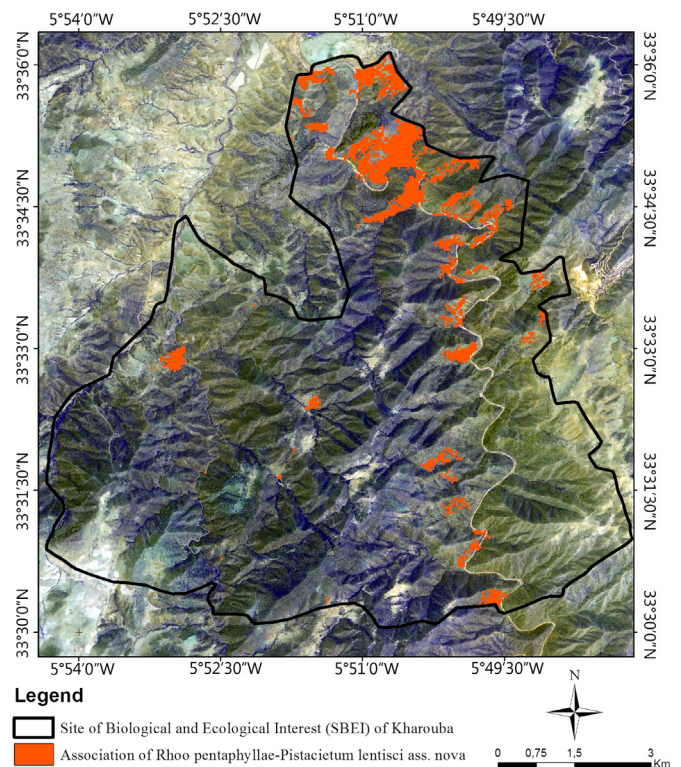 5°54'0"W 5°52'30"W 5°51'0"W 5°49'30"W
33°36'0"N 33°36'0"N
33°34'30"N 33°34'30"N
33°33'0"N 33°33'0"N
33°31'30"N 33°31'30"N
33°30'0"N 33°30'0"N
5°54'0"W 5°52'30"W 5°51'0"W 5°49'30"W
Legend
N
Site of Biological and Ecological Interest (SBEI) of Kharouba
Association of Rhoo pentaphyllae-Pistacietum lentisci ass. nova
0 0,75 1,5 3
Km